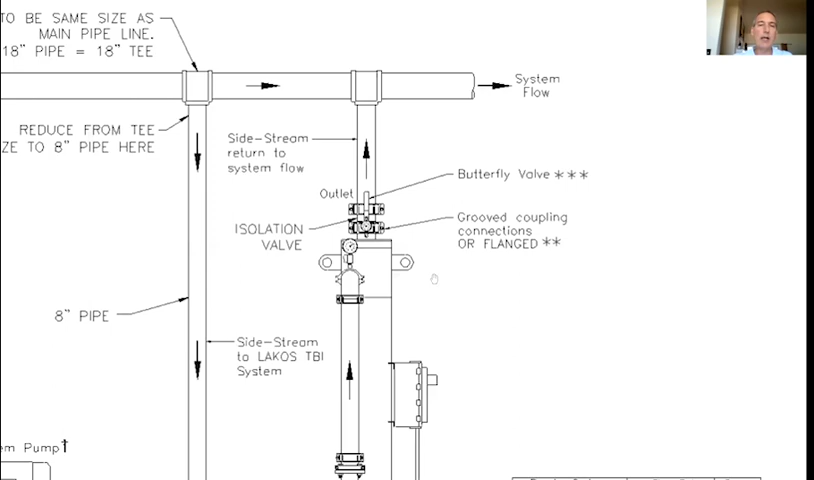 TO BE SAME SIZE AS
MAIN PIPE LINE.
18" PIPE = 18" TEE
System
Flow
REDUCE FROM TEE
ZE TO 8" PIPE HERE
Side-Stream
return to
system flow
Butterfly Valve ***
Outlet
ISOLATION
VALVE
Grooved coupling
connections
OR FLANGED **
8" PIPE
Side-Stream
to LAKOS TBI
System
em Pump†